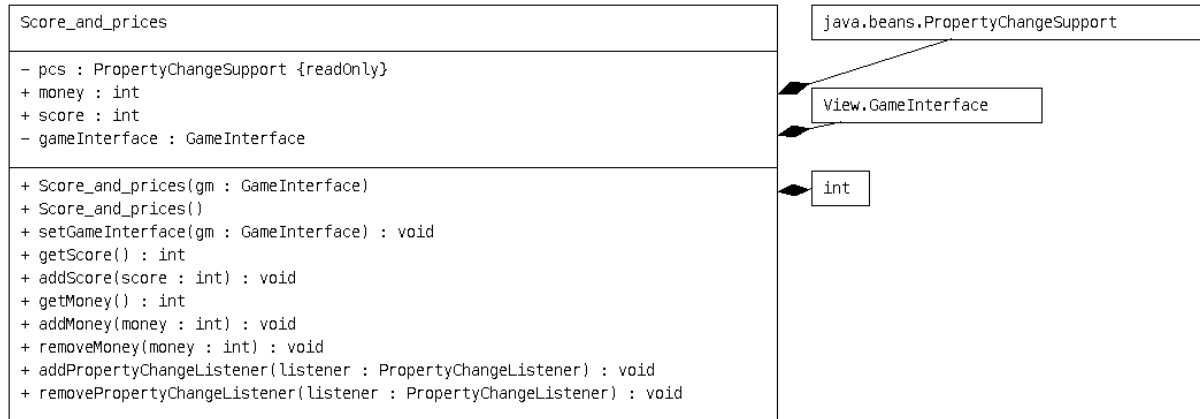 Score_and_prices
- pcs : PropertyChangeSupport {readOnly}
+ money : int
+ score : int
- gameInterface : GameInterface
+ Score_and_prices(gm : GameInterface)
+ Score_and_prices()
+ setGameInterface(gm : GameInterface) : void
+ getScore() : int
+ addScore(score : int) : void
+ getMoney() : int
+ addMoney(money : int) : void
+ removeMoney(money : int) : void
+ addPropertyChangeListener(listener : PropertyChangeListener) : void
+ removePropertyChangeListener(listener : PropertyChangeListener) : void
java.beans.PropertyChangeSupport
View.GameInterface
int